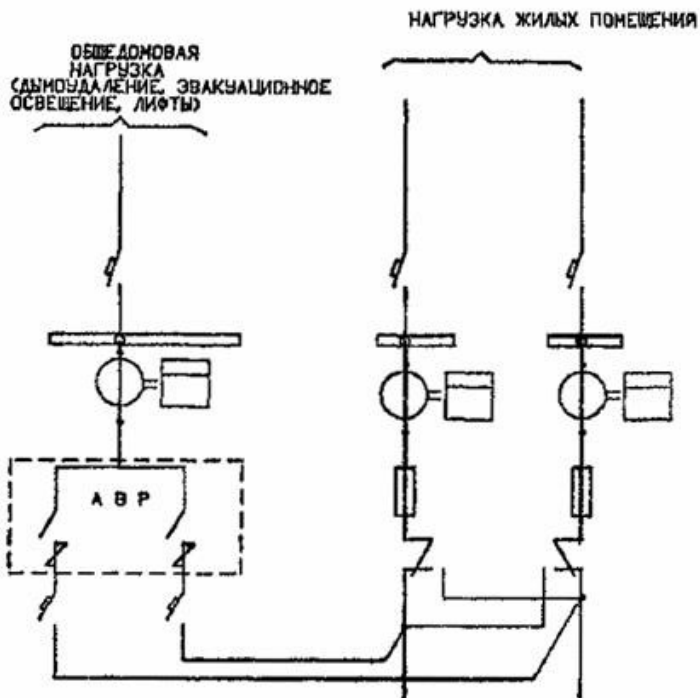 НАГРУЗКА ЖИЛЫХ ПОМЕЩЕНИЯ
ОБЩЕДОМОВАЯ
НАГРУЗКА
(ДЫМОУДАЛЕНИЕ, ЭВАКУАЦИОННОЕ
ОСВЕЩЕНИЕ, ЛИФТЫ)
А В Р